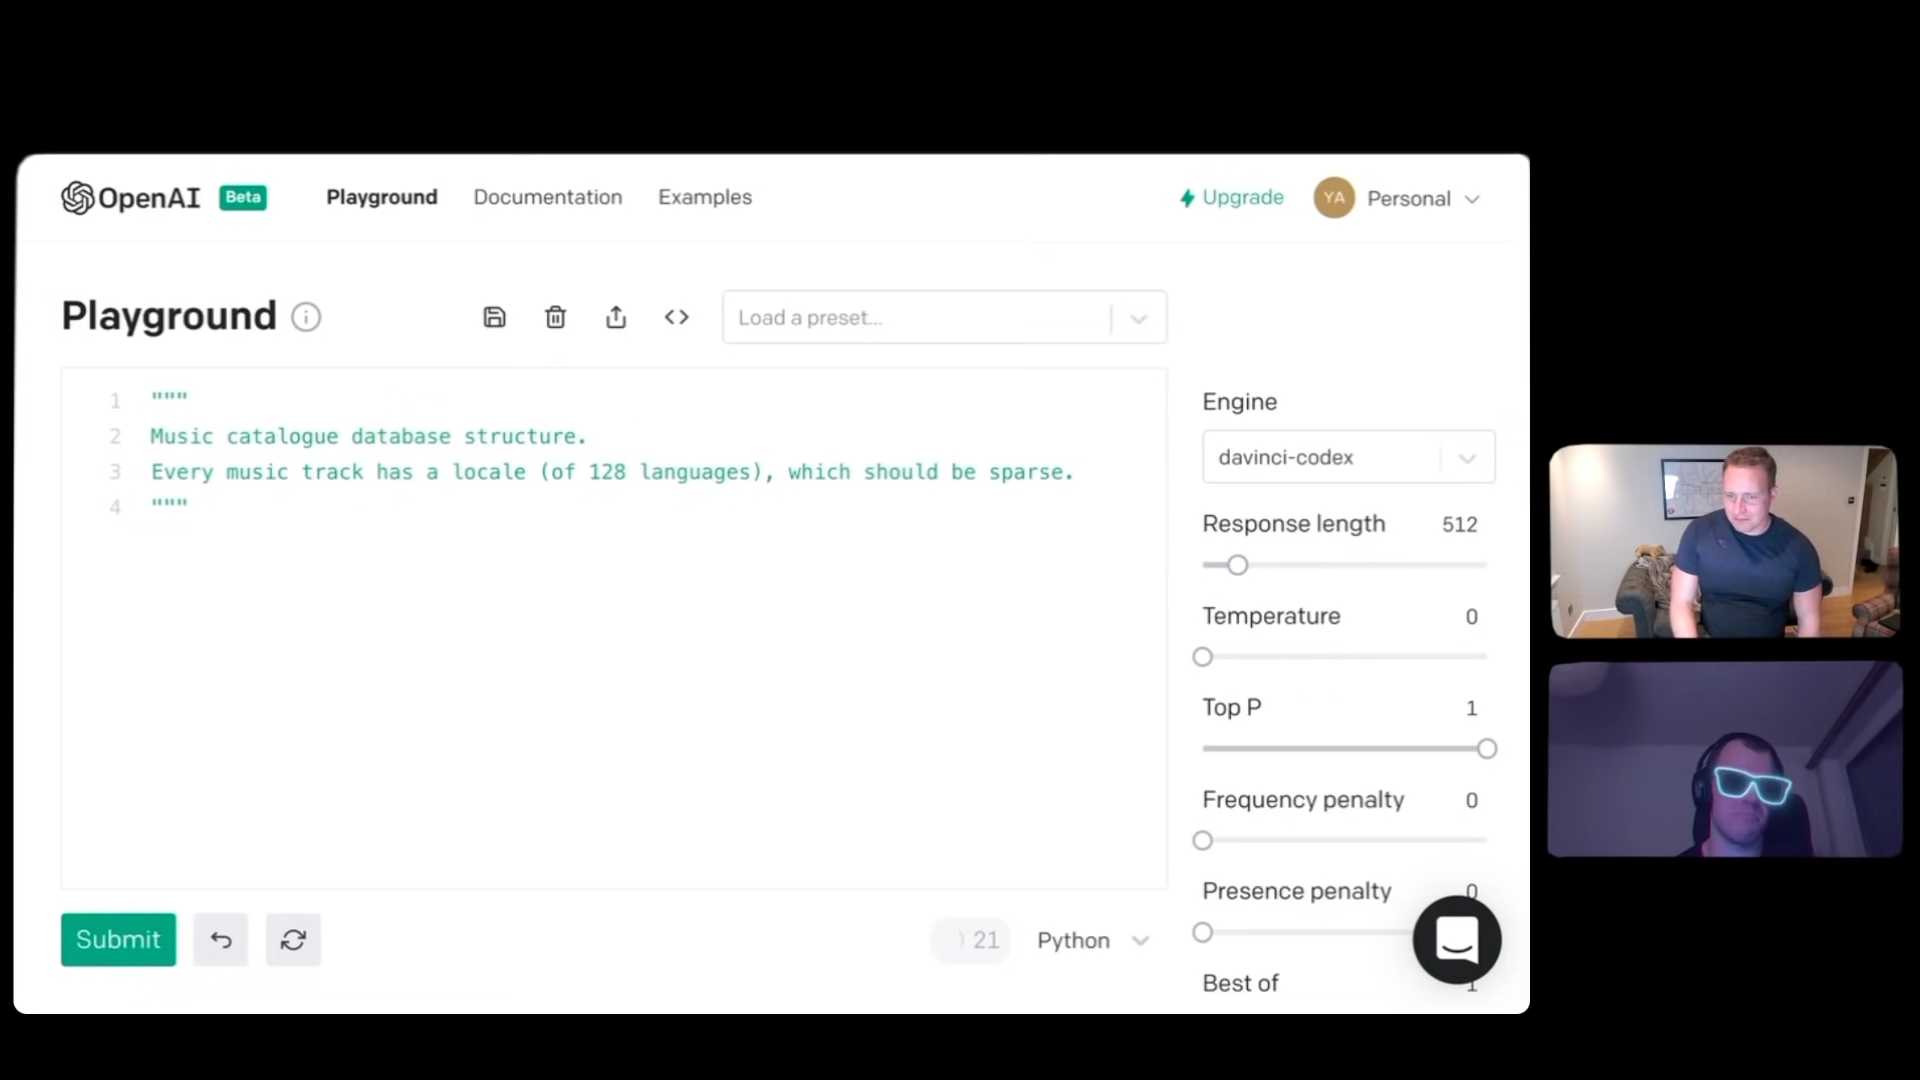 OpenAI Beta Playground Documentation Examples Upgrade YA Personal
Playground Load a preset...
1 """
2 Music catalogue database structure.
3 Every music track has a locale (of 128 languages), which should be sparse.
4 """
Engine
davinci-codex
Response length 512
Temperature 0
Top P 1
Frequency penalty 0
Presence penalty 0
Best of 1
Submit 21 Python